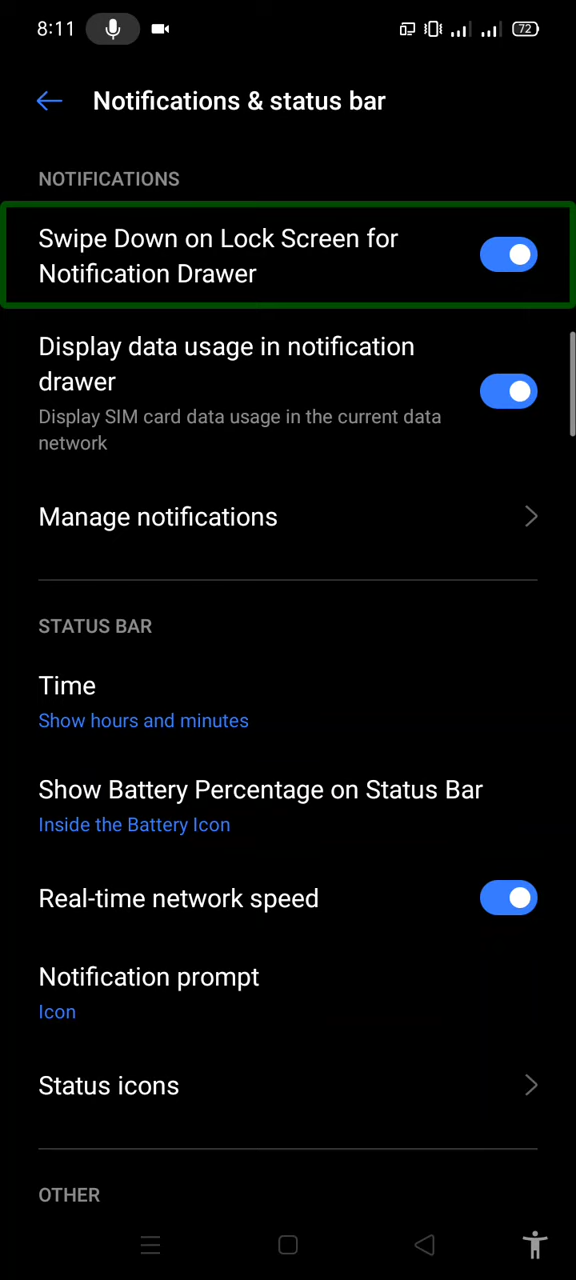 8:11
72
Notifications & status bar
NOTIFICATIONS
Swipe Down on Lock Screen for
Notification Drawer
Display data usage in notification
drawer
Display SIM card data usage in the current data
network
Manage notifications
STATUS BAR
Time
Show hours and minutes
Show Battery Percentage on Status Bar
Inside the Battery Icon
Real-time network speed
Notification prompt
Icon
Status icons
OTHER